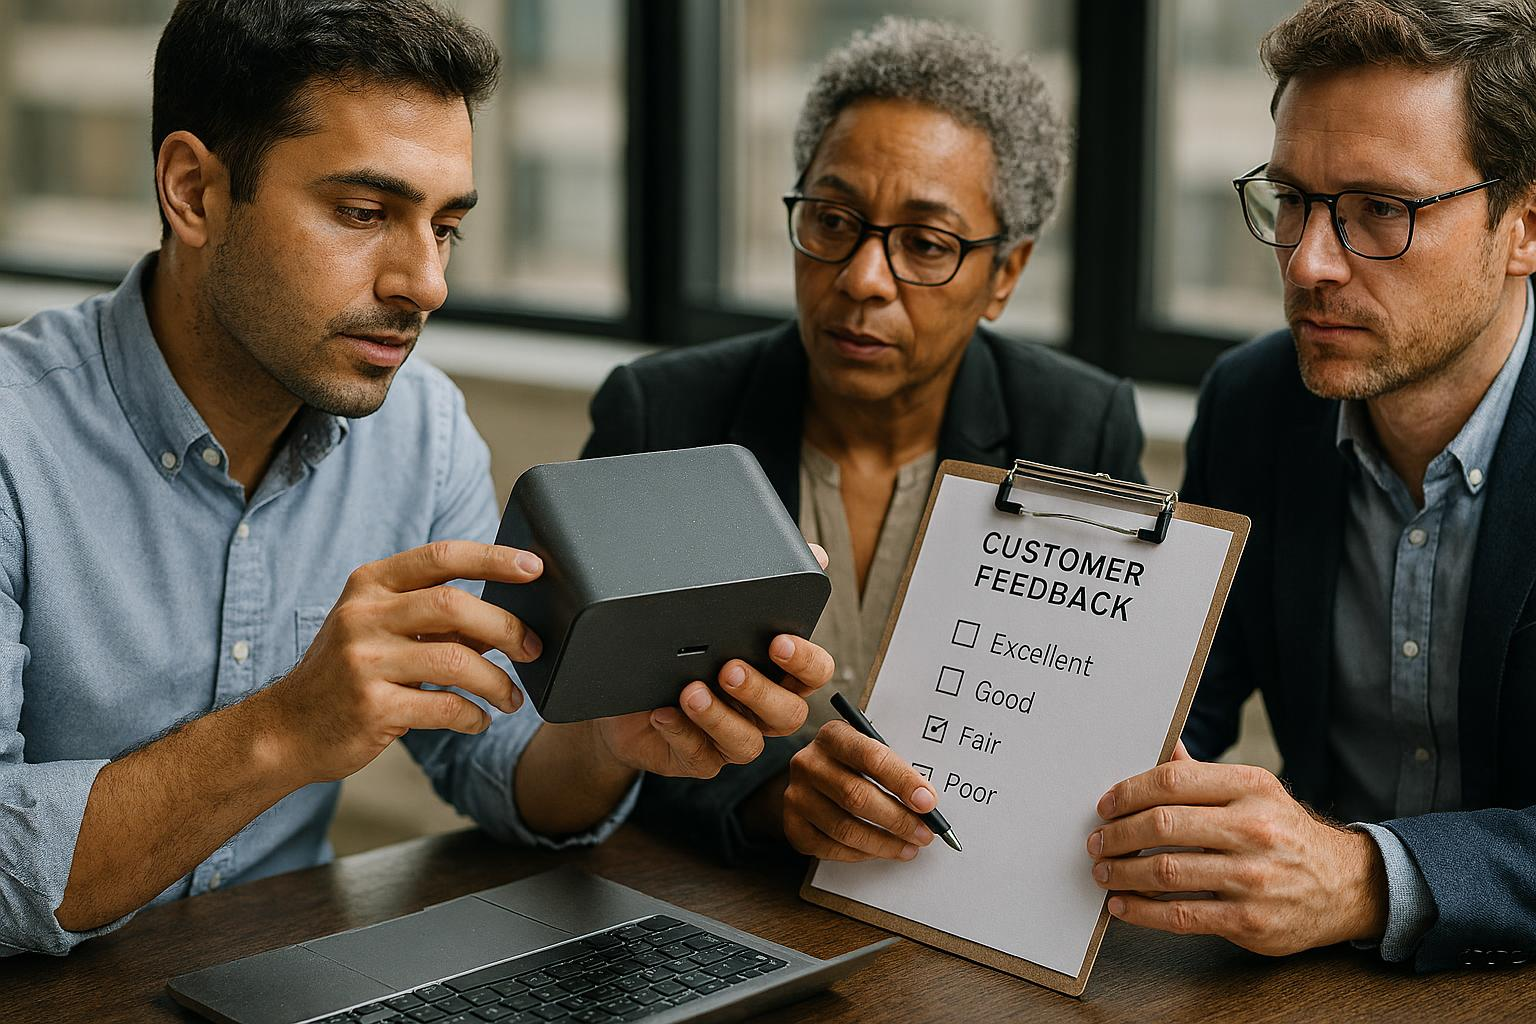 CUSTOMER
FEEDBACK
Excellent
Good
Fair
Poor